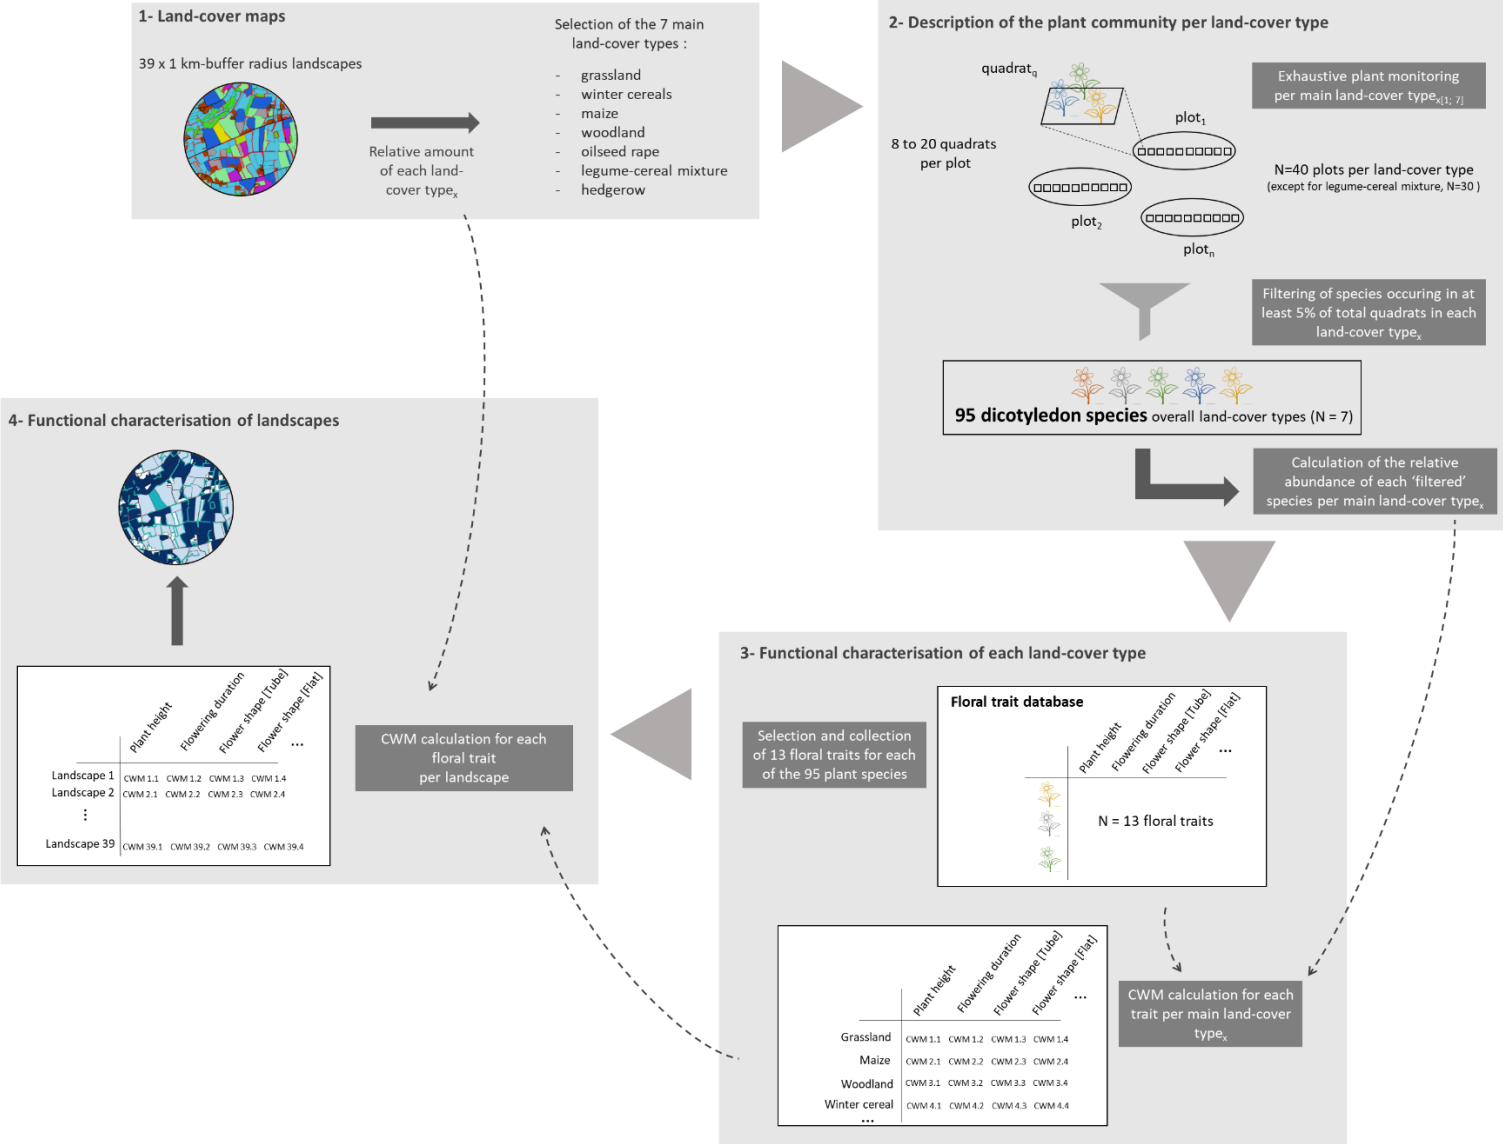 1- Land-cover maps
39 x 1 km-buffer radius landscapes
Relative amount
of each land-
cover typex
Selection of the 7 main
land-cover types :
- grassland
- winter cereals
- maize
- woodland
- oilseed rape
- legume-cereal mixture
- hedgerow
2- Description of the plant community per land-cover type
quadratq
8 to 20 quadrats
per plot
plot1
plot2
plotn
Exhaustive plant monitoring
per main land-cover typex[1; 7]
N=40 plots per land-cover type
(except for legume-cereal mixture, N=30 )
Filtering of species occuring in at
least 5% of total quadrats in each
land-cover typex
95 dicotyledon species overall land-cover types (N = 7)
Calculation of the relative
abundance of each ‘filtered’
species per main land-cover typex
3- Functional characterisation of each land-cover type
Selection and collection
of 13 floral traits for each
of the 95 plant species
Floral trait database
Plant height
Flowering duration
Flower shape [Tube]
Flower shape [Flat]
...
N = 13 floral traits
CWM calculation for each
trait per main land-cover
typex
Plant height
Flowering duration
Flower shape [Tube]
Flower shape [Flat]
...
Grassland CWM 1.1 CWM 1.2 CWM 1.3 CWM 1.4
Maize CWM 2.1 CWM 2.2 CWM 2.3 CWM 2.4
Woodland CWM 3.1 CWM 3.2 CWM 3.3 CWM 3.4
Winter cereal CWM 4.1 CWM 4.2 CWM 4.3 CWM 4.4
...
4- Functional characterisation of landscapes
Plant height
Flowering duration
Flower shape [Tube]
Flower shape [Flat]
...
Landscape 1 CWM 1.1 CWM 1.2 CWM 1.3 CWM 1.4
Landscape 2 CWM 2.1 CWM 2.2 CWM 2.3 CWM 2.4
⋮
Landscape 39 CWM 39.1 CWM 39.2 CWM 39.3 CWM 39.4
CWM calculation for each
floral trait
per landscape